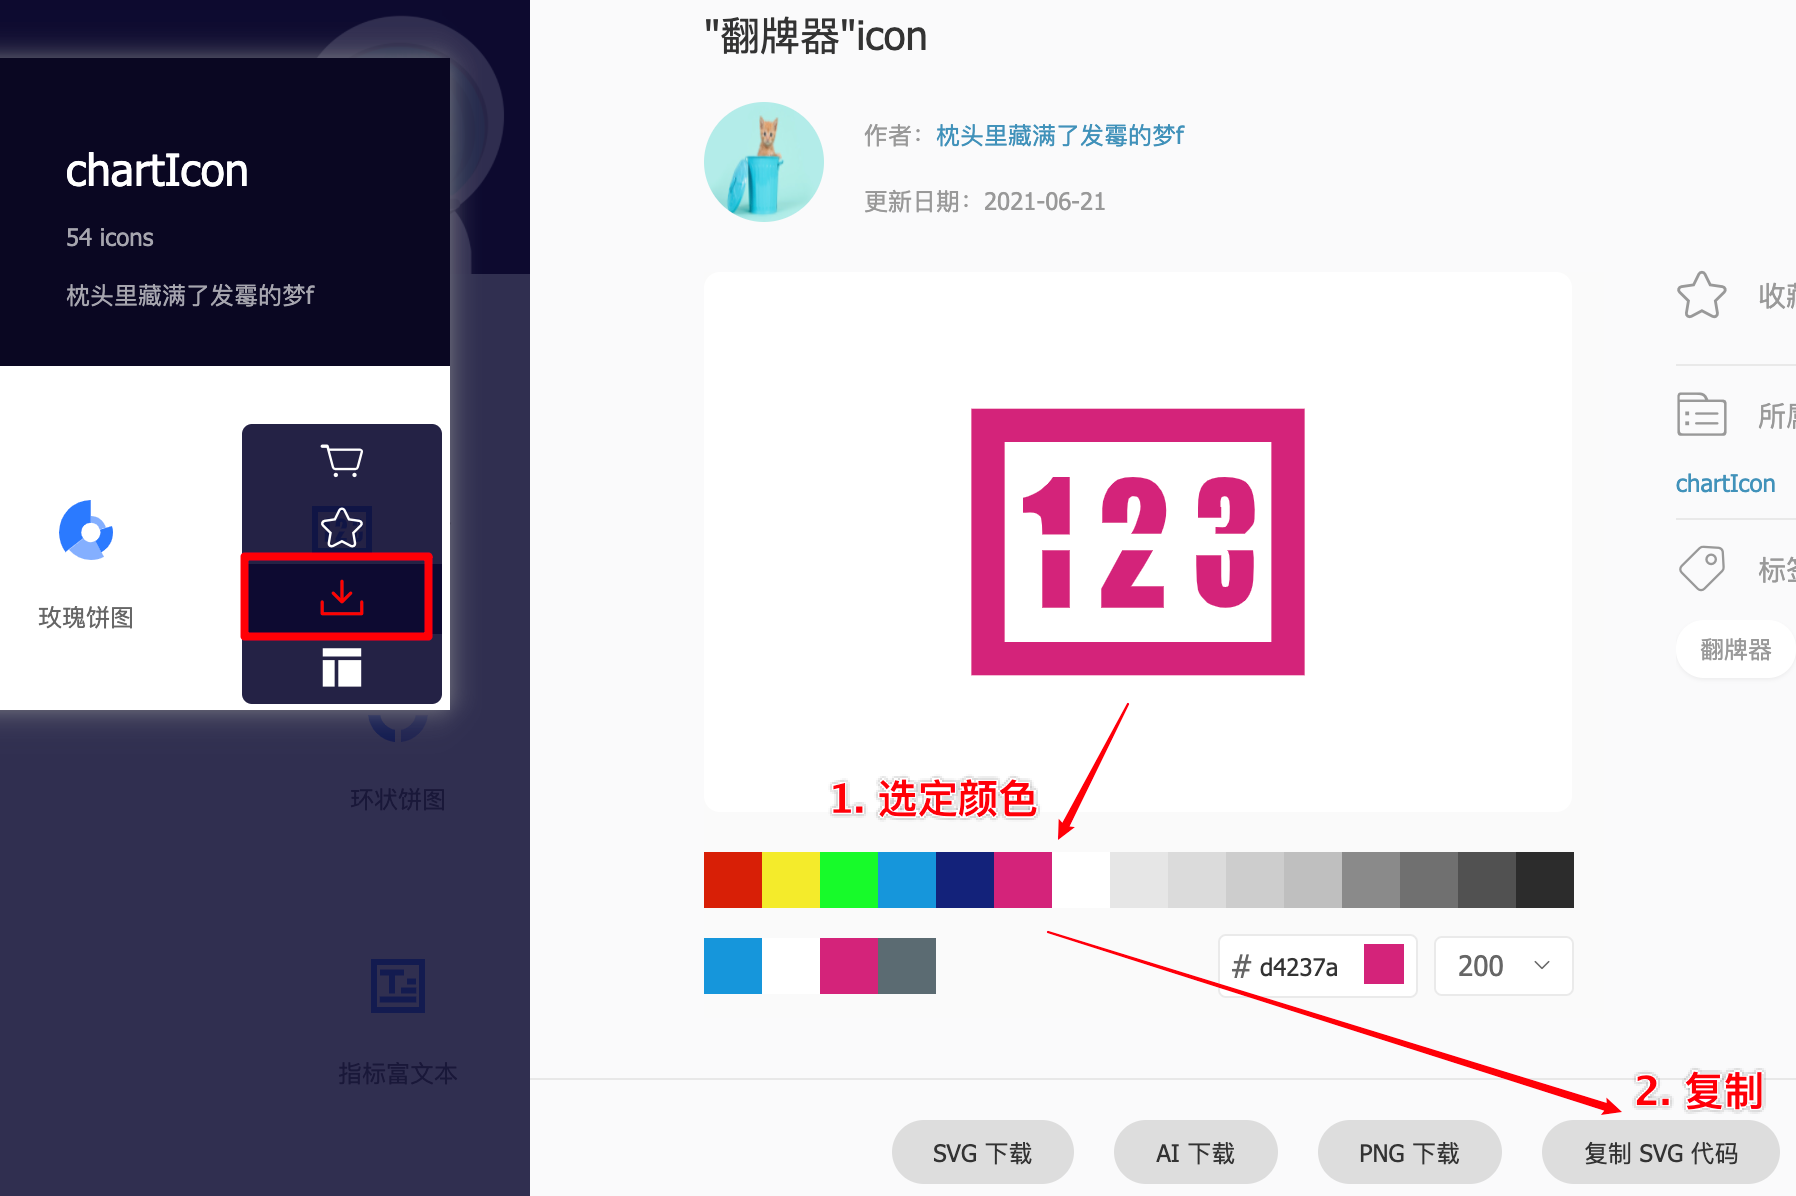 "翻牌器"icon
作者：枕头里藏满了发霉的梦f
更新日期：2021-06-21
chartIcon
54 icons
枕头里藏满了发霉的梦f
玫瑰饼图
环状饼图
指标富文本
123
收藏
所属
chartIcon
标签
翻牌器
1. 选定颜色
# d4237a
200
2. 复制
SVG 下载
AI 下载
PNG 下载
复制 SVG 代码